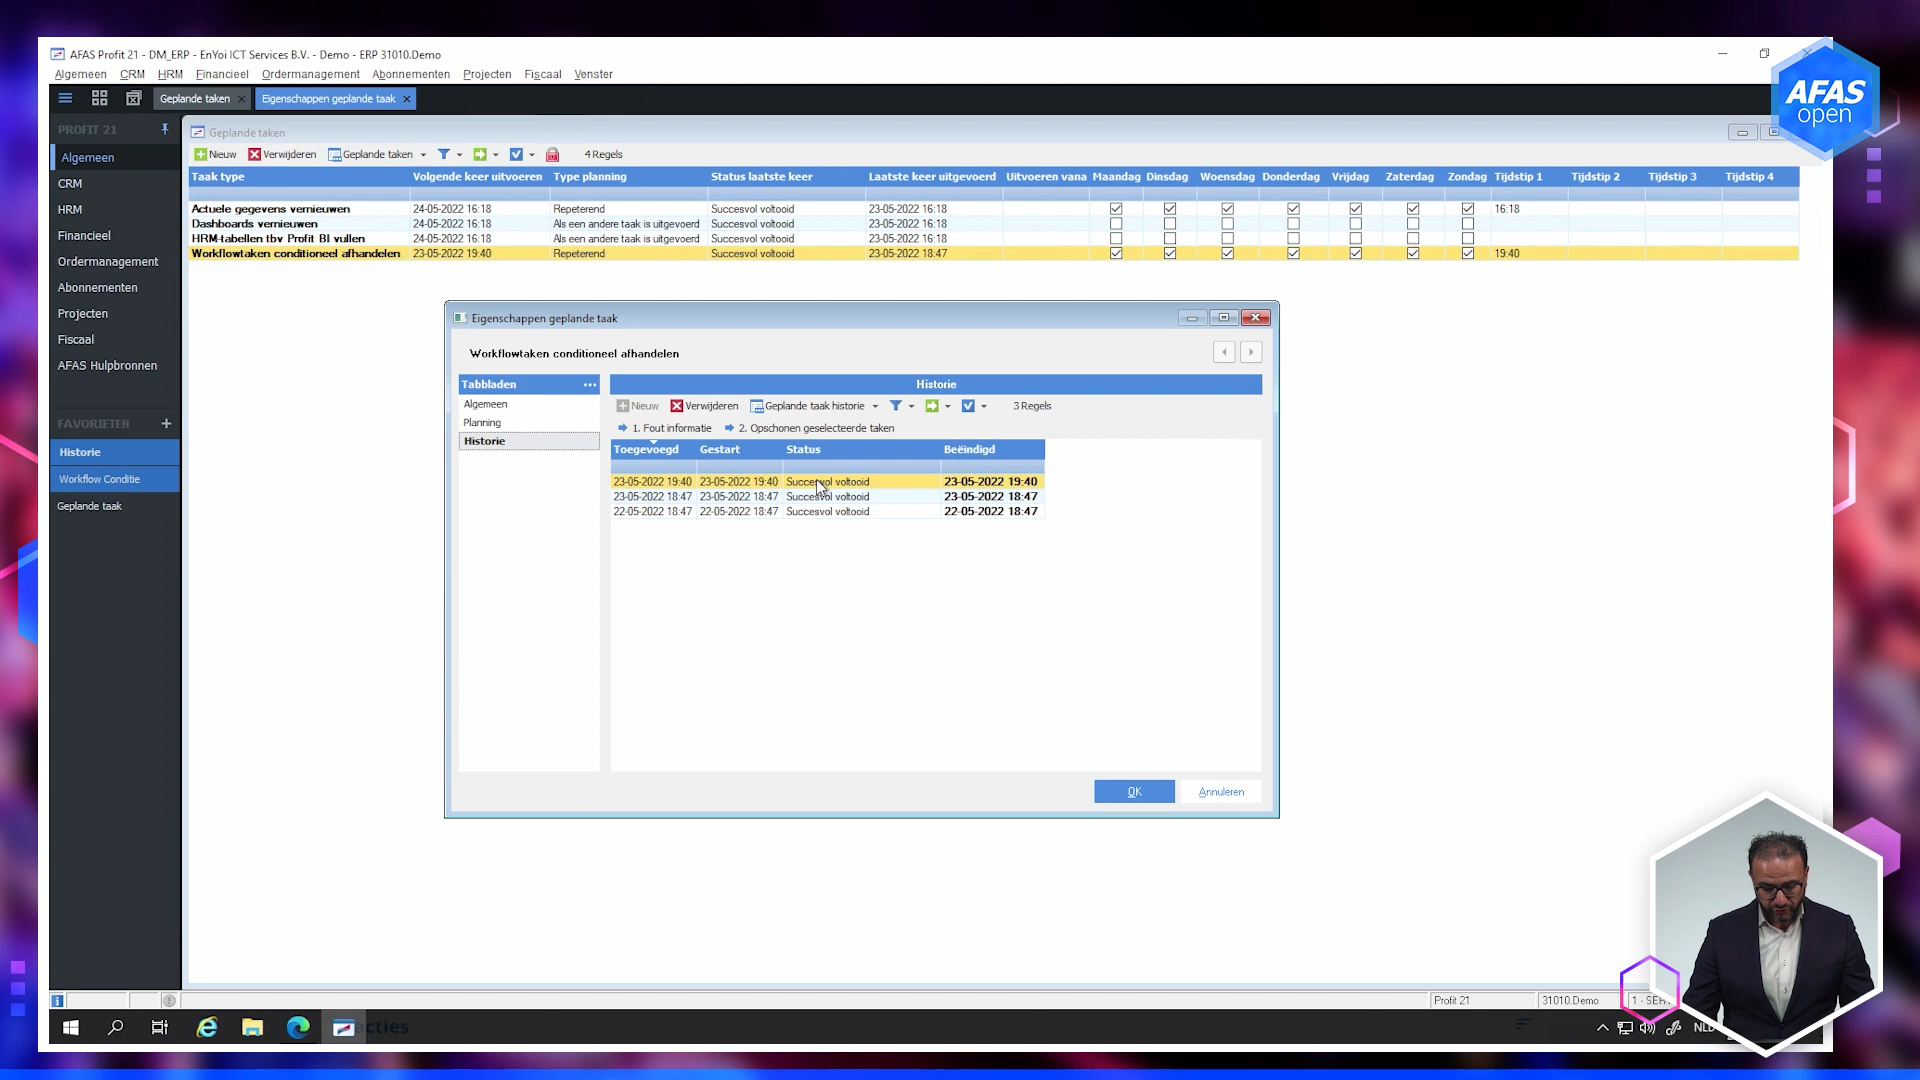 AFAS Profit 21 - DM_ERP - EnYoi ICT Services B.V. - Demo - ERP 31010.Demo
Algemeen CRM HRM Financieel Ordermanagement Abonnementen Projecten Fiscaal Venster
AFAS
open
Geplande taken Eigenschappen geplande taak
PROFIT 21
Algemeen
CRM
HRM
Financieel
Ordermanagement
Abonnementen
Projecten
Fiscaal
AFAS Hulpbronnen
FAVORIETEN
Historie
Workflow Conditie
Geplande taak
Geplande taken
Nieuw Verwijderen Geplande taken 4 Regels
Taak type Volgende keer uitvoeren Type planning Status laatste keer Laatste keer uitgevoerd Uitvoeren vana Maandag Dinsdag Woensdag Donderdag Vrijdag Zaterdag Zondag Tijdstip 1 Tijdstip 2 Tijdstip 3 Tijdstip 4
Actuele gegevens vernieuwen 24-05-2022 16:18 Repeterend Succesvol voltooid 23-05-2022 16:18 16:18
Dashboards vernieuwen 24-05-2022 16:18 Als een andere taak is uitgevoerd Succesvol voltooid 23-05-2022 16:18
HRM-tabellen tbv Profit BI vullen 24-05-2022 16:18 Als een andere taak is uitgevoerd Succesvol voltooid 23-05-2022 16:18
Workflowtaken conditioneel afhandelen 23-05-2022 19:40 Repeterend Succesvol voltooid 23-05-2022 18:47 19:40
Eigenschappen geplande taak
Workflowtaken conditioneel afhandelen
Tabbladen
Algemeen
Planning
Historie
Historie
Nieuw Verwijderen Geplande taak historie 3 Regels
1. Fout informatie 2. Opschonen geselecteerde taken
Toegevoegd Gestart Status Beëindigd
23-05-2022 19:40 23-05-2022 19:40 Succesvol voltooid 23-05-2022 19:40
23-05-2022 18:47 23-05-2022 18:47 Succesvol voltooid 23-05-2022 18:47
22-05-2022 18:47 22-05-2022 18:47 Succesvol voltooid 22-05-2022 18:47
OK Annuleren
Profit 21 31010.Demo